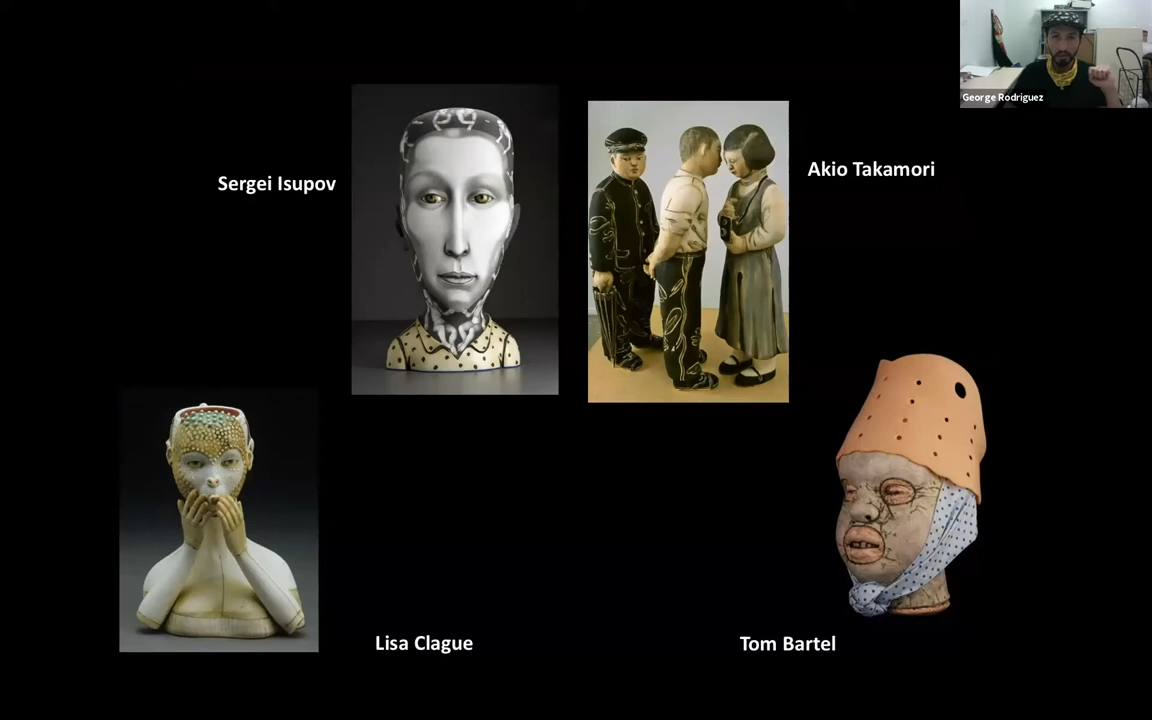 George Rodriguez
Sergei Isupov
Akio Takamori
Lisa Clague
Tom Bartel